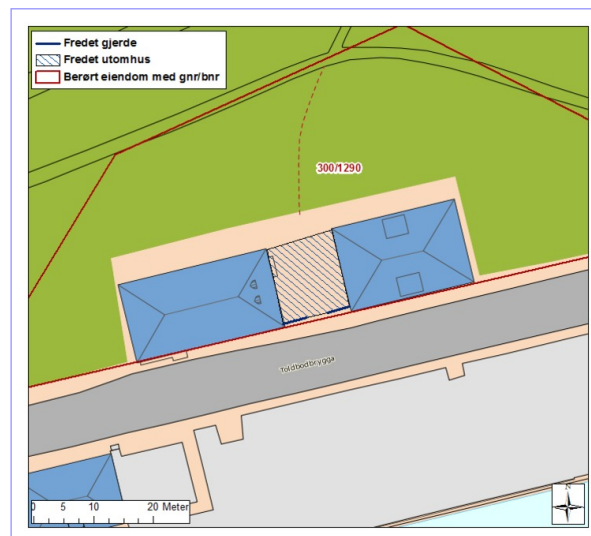 Fredet gjerde
Fredet utomhus
Berørt eiendom med gnr/bnr
300/1290
Toldbodbrygga
0 5 10 20 Meter
N